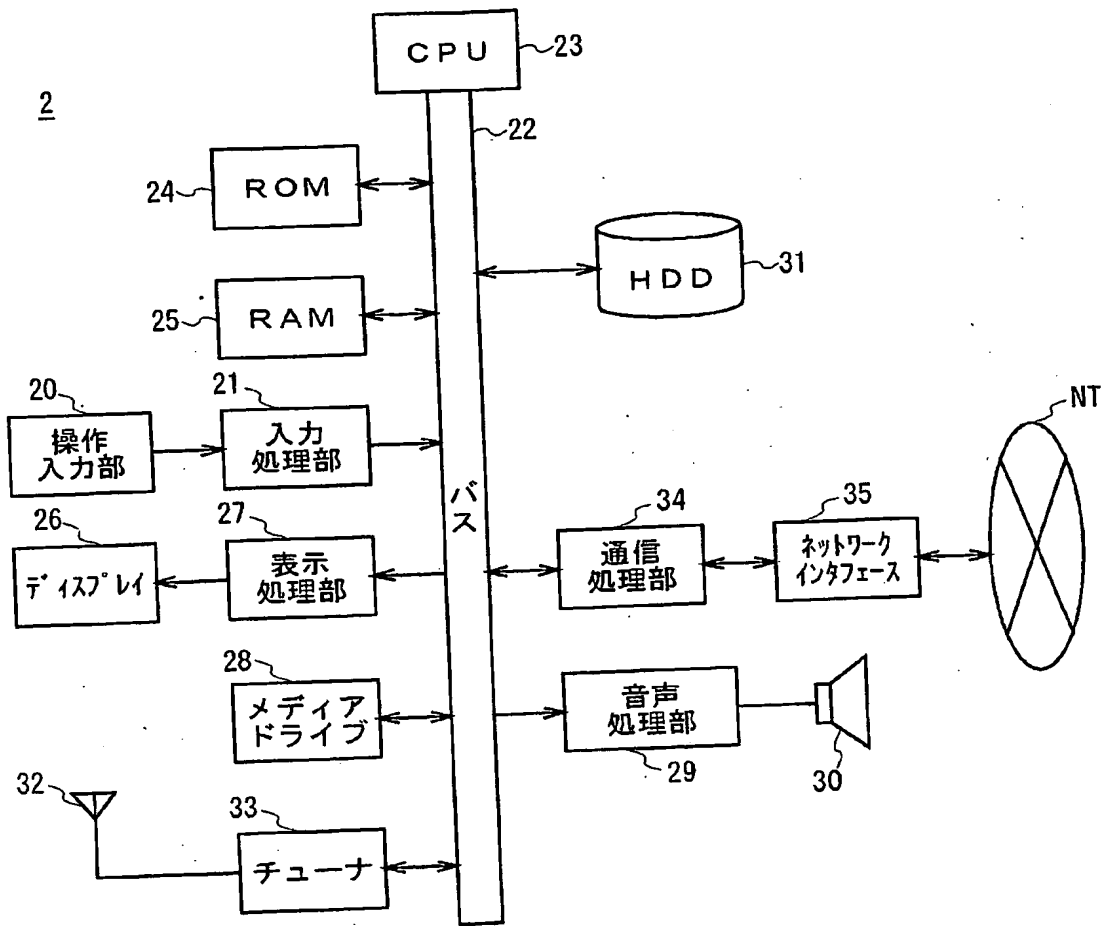 CPU
23
2
22
24
ROM
HDD
31
25
RAM
20
操作
入力部
21
入力
処理部
バス
NT
26
ディスプレイ
27
表示
処理部
34
通信
処理部
35
ネットワーク
インタフェース
28
メディア
ドライブ
音声
処理部
29
30
32
33
チューナ